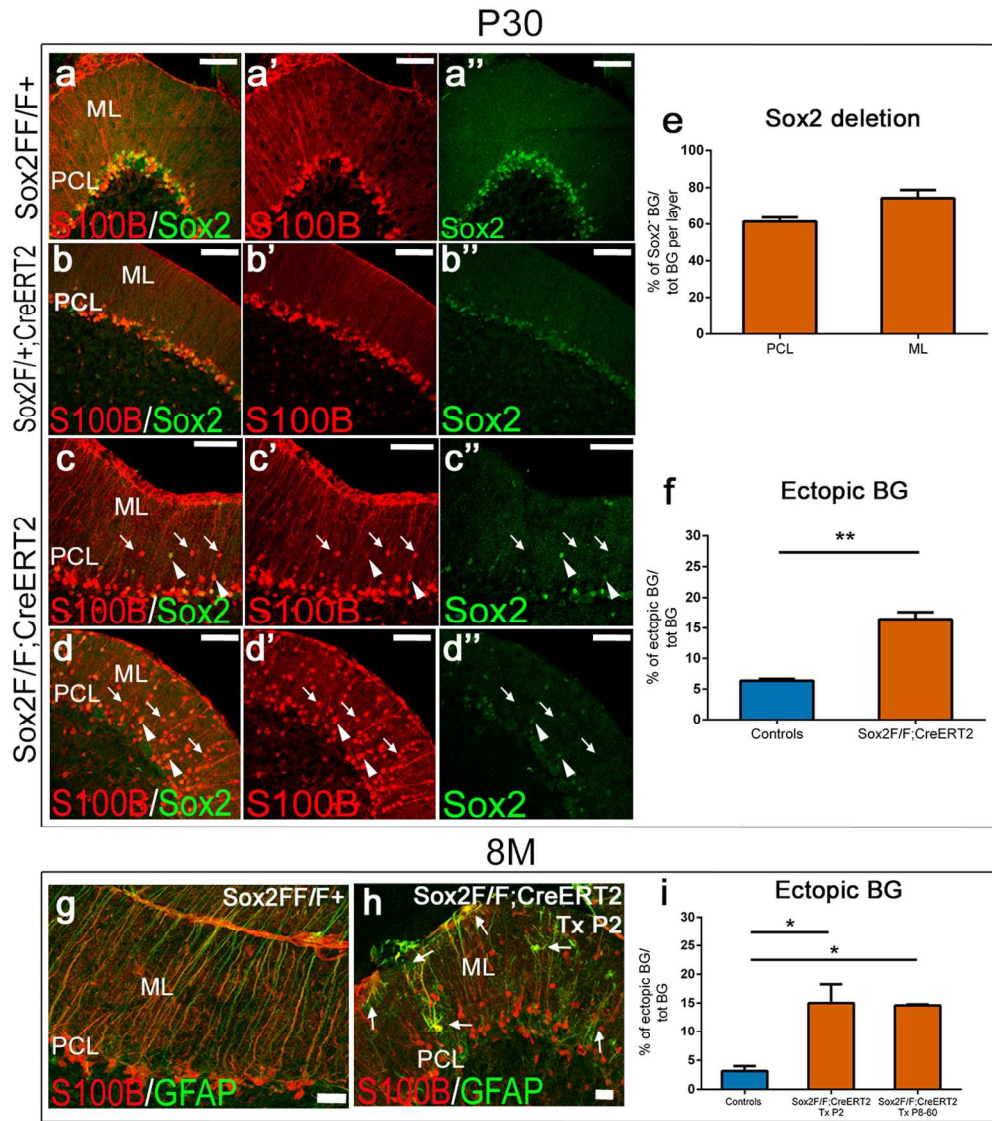 P30
Sox2FF/F+
a
ML
PCL
S100B/Sox2
a'
S100B
a''
Sox2
Sox2F/+;CreERT2
b
ML
PCL
S100B/Sox2
b'
S100B
b''
Sox2
Sox2F/F;CreERT2
c
ML
PCL
S100B/Sox2
c'
S100B
c''
Sox2
d
ML
PCL
S100B/Sox2
d'
S100B
d''
Sox2
e
Sox2 deletion
% of Sox2⁻ BG/
tot BG per layer
100
80
60
40
20
0
PCL
ML
f
Ectopic BG
% of ectopic BG/
tot BG
30
25
20
15
10
5
0
**
Controls
Sox2F/F;CreERT2
8M
g
Sox2FF/F+
ML
PCL
S100B/GFAP
h
Sox2F/F;CreERT2
Tx P2
ML
PCL
S100B/GFAP
i
Ectopic BG
% of ectopic BG/
tot BG
30
25
20
15
10
5
0
*
*
Controls
Sox2F/F;CreERT2
Tx P2
Sox2F/F;CreERT2
Tx P8-60